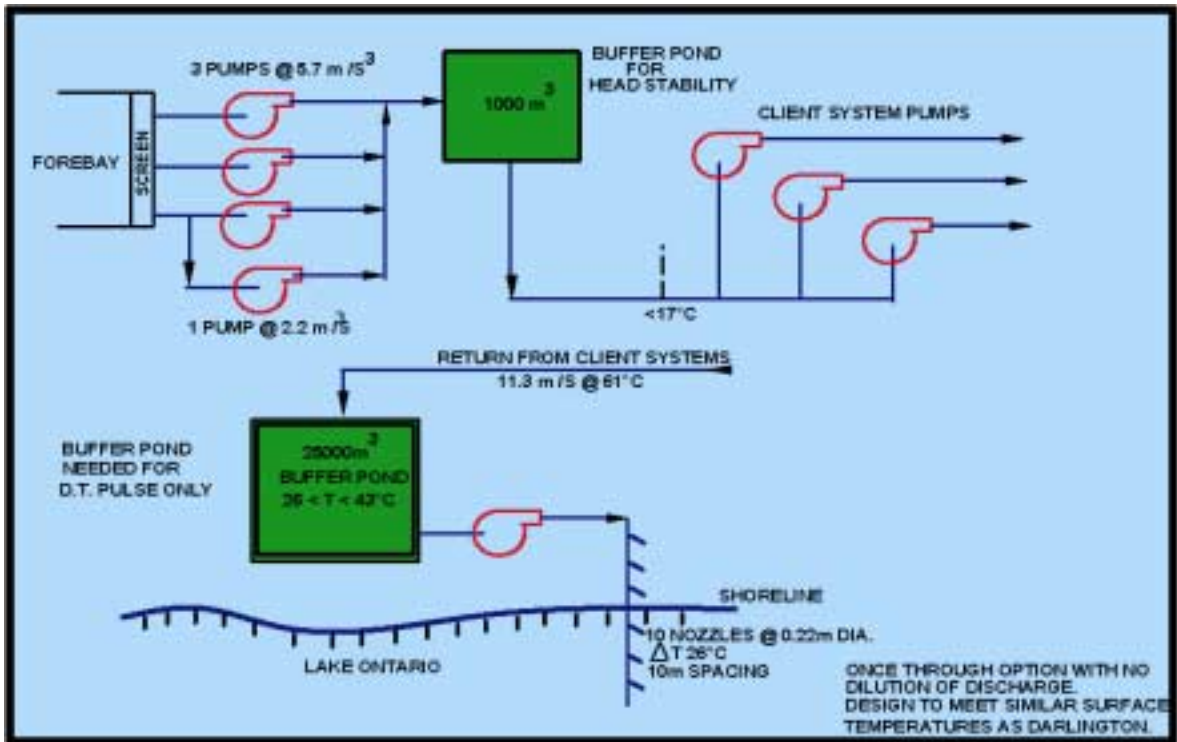 3 PUMPS @ 5.7 m /S³
BUFFER POND
FOR
HEAD STABILITY
1000 m³
CLIENT SYSTEM PUMPS
FOREBAY
SCREEN
1 PUMP @ 2.2 m /S³
<17°C
RETURN FROM CLIENT SYSTEMS
11.3 m /S @ 61°C
BUFFER POND
NEEDED FOR
D.T. PULSE ONLY
25000m³
BUFFER POND
26 < T < 43°C
SHORELINE
10 NOZZLES @ 0.22m DIA.
△T 26°C
10m SPACING
LAKE ONTARIO
ONCE THROUGH OPTION WITH NO
DILUTION OF DISCHARGE.
DESIGN TO MEET SIMILAR SURFACE
TEMPERATURES AS DARLINGTON.